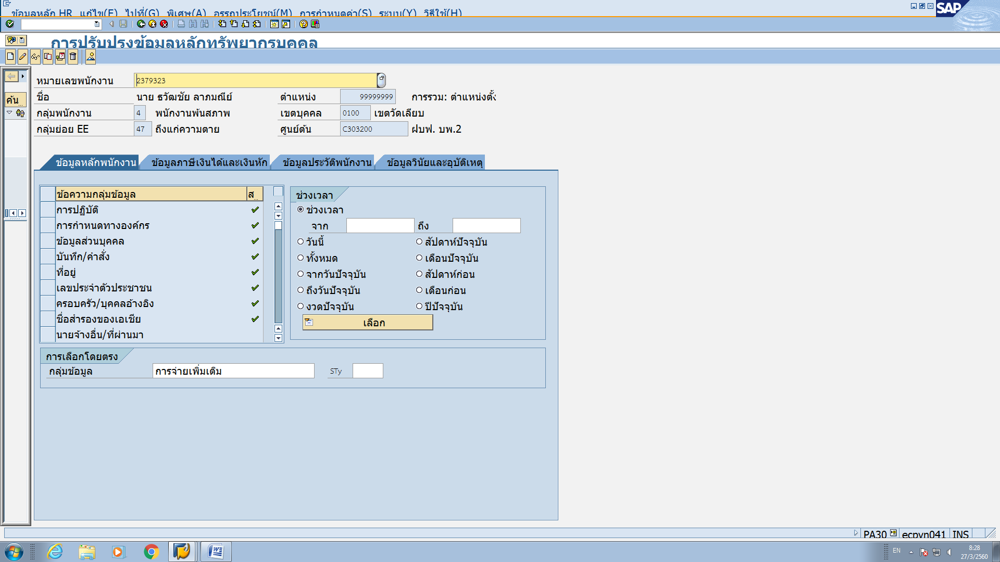 ข้อมูลหลัก HR แก้ไข(E) ไปที่(G) พิเศษ(A) อรรถประโยชน์(M) การกำหนดค่า(S) ระบบ(Y) วิธีใช้(H)
SAP
การปรับปรุงข้อมูลหลักทรัพยากรบุคคล
หมายเลขพนักงาน 2379323
ค้น...
ชื่อ นาย ธวัฒชัย ลาภมณีย์ ตำแหน่ง 99999999 การรวม: ตำแหน่งตั้ง
กลุ่มพนักงาน 4 พนักงานพ้นสภาพ เขตบุคคล 0100 เขตวัดเลียบ
กลุ่มย่อย EE 47 ถึงแก่ความตาย ศูนย์ต้น C303200 ฝบฟ. บพ.2
ข้อมูลหลักพนักงาน ข้อมูลภาษีเงินได้และเงินหัก ข้อมูลประวัติพนักงาน ข้อมูลวินัยและอุบัติเหตุ
ข้อความกลุ่มข้อมูล ส...
การปฏิบัติ
การกำหนดทางองค์กร
ข้อมูลส่วนบุคคล
บันทึก/คำสั่ง
ที่อยู่
เลขประจำตัวประชาชน
ครอบครัว/บุคคลอ้างอิง
ชื่อสำรองของเอเชีย
นายจ้างอื่น/ที่ผ่านมา
ช่วงเวลา
ช่วงเวลา
จาก ถึง
วันนี้ สัปดาห์ปัจจุบัน
ทั้งหมด เดือนปัจจุบัน
จากวันปัจจุบัน สัปดาห์ก่อน
ถึงวันปัจจุบัน เดือนก่อน
งวดปัจจุบัน ปีปัจจุบัน
เลือก
การเลือกโดยตรง
กลุ่มข้อมูล การจ่ายเพิ่มเติม STy
PA30 ecpyn041 INS
EN 8:28
27/3/2560